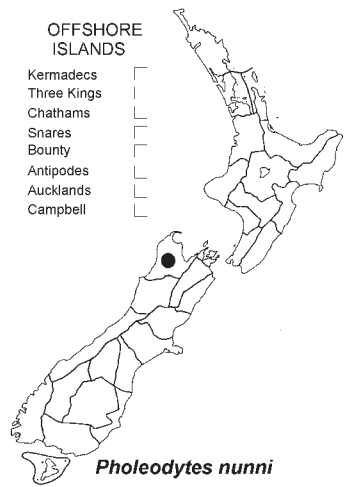 OFFSHORE
ISLANDS
Kermadecs
Three Kings
Chathams
Snares
Bounty
Antipodes
Aucklands
Campbell
Pholeodytes nunni